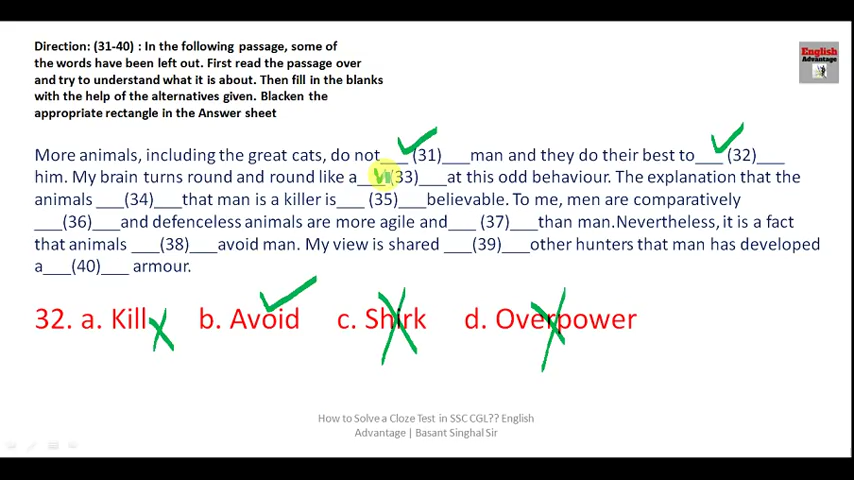 Direction: (31-40) : In the following passage, some of
the words have been left out. First read the passage over
and try to understand what it is about. Then fill in the blanks
with the help of the alternatives given. Blacken the
appropriate rectangle in the Answer sheet
English
Advantage
More animals, including the great cats, do not___ (31)___man and they do their best to___ (32)___
him. My brain turns round and round like a___ (33)___at this odd behaviour. The explanation that the
animals ___(34)___that man is a killer is___ (35)___believable. To me, men are comparatively
___(36)___and defenceless animals are more agile and ___ (37)___than man.Nevertheless, it is a fact
that animals ___(38)___avoid man. My view is shared ___(39)___other hunters that man has developed
a___(40)___ armour.
32. a. Kill b. Avoid c. Shirk d. Overpower
How to Solve a Cloze Test in SSC CGL?? English
Advantage | Basant Singhal Sir